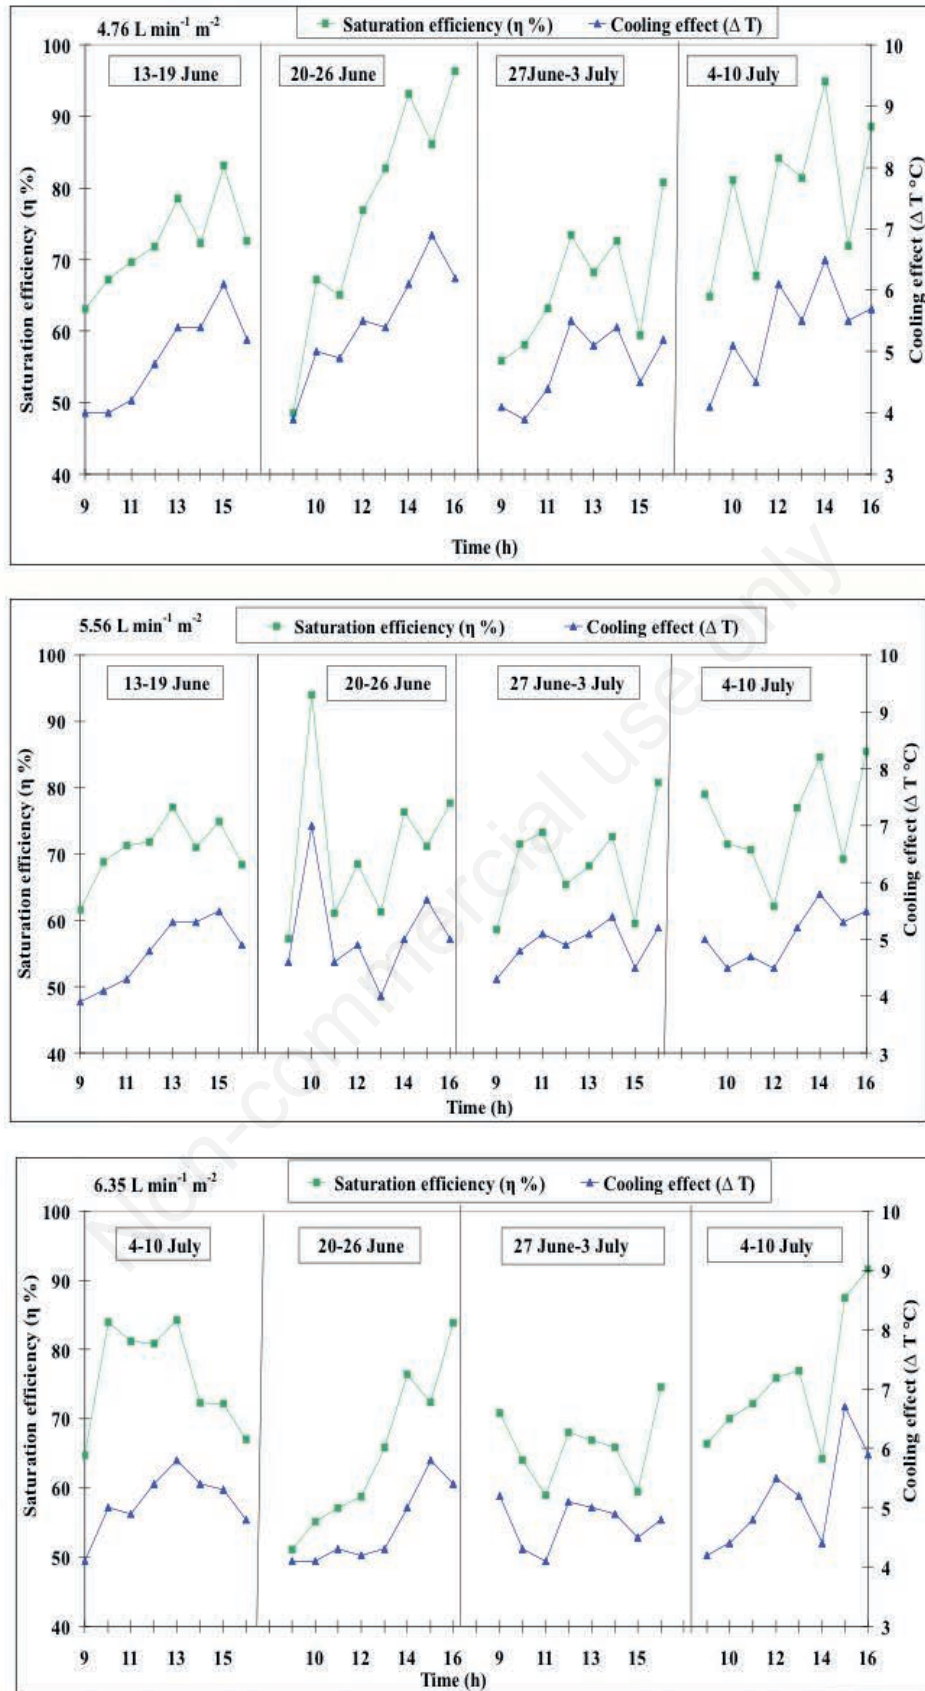 4.76 L min⁻¹ m⁻²
Saturation efficiency (η %) Cooling effect (Δ T)
13-19 June 20-26 June 27June-3 July 4-10 July
100 90 80 70 60 50 40
Saturation efficiency (η %)
10 9 8 7 6 5 4 3
Cooling effect (Δ T °C)
9 11 13 15 10 12 14 16 9 11 13 15 10 12 14 16
Time (h)
5.56 L min⁻¹ m⁻²
Saturation efficiency (η %) Cooling effect (Δ T)
13-19 June 20-26 June 27 June-3 July 4-10 July
100 90 80 70 60 50 40
Saturation efficiency (η %)
10 9 8 7 6 5 4 3
Cooling effect (Δ T °C)
9 11 13 15 10 12 14 16 9 11 13 15 10 12 14 16
Time (h)
6.35 L min⁻¹ m⁻²
Saturation efficiency (η %) Cooling effect (Δ T)
4-10 July 20-26 June 27 June-3 July 4-10 July
100 90 80 70 60 50 40
Saturation efficiency (η %)
10 9 8 7 6 5 4 3
Cooling effect (Δ T °C)
9 11 13 15 10 12 14 16 9 11 13 15 10 12 14 16
Time (h)
Non-commercial use only